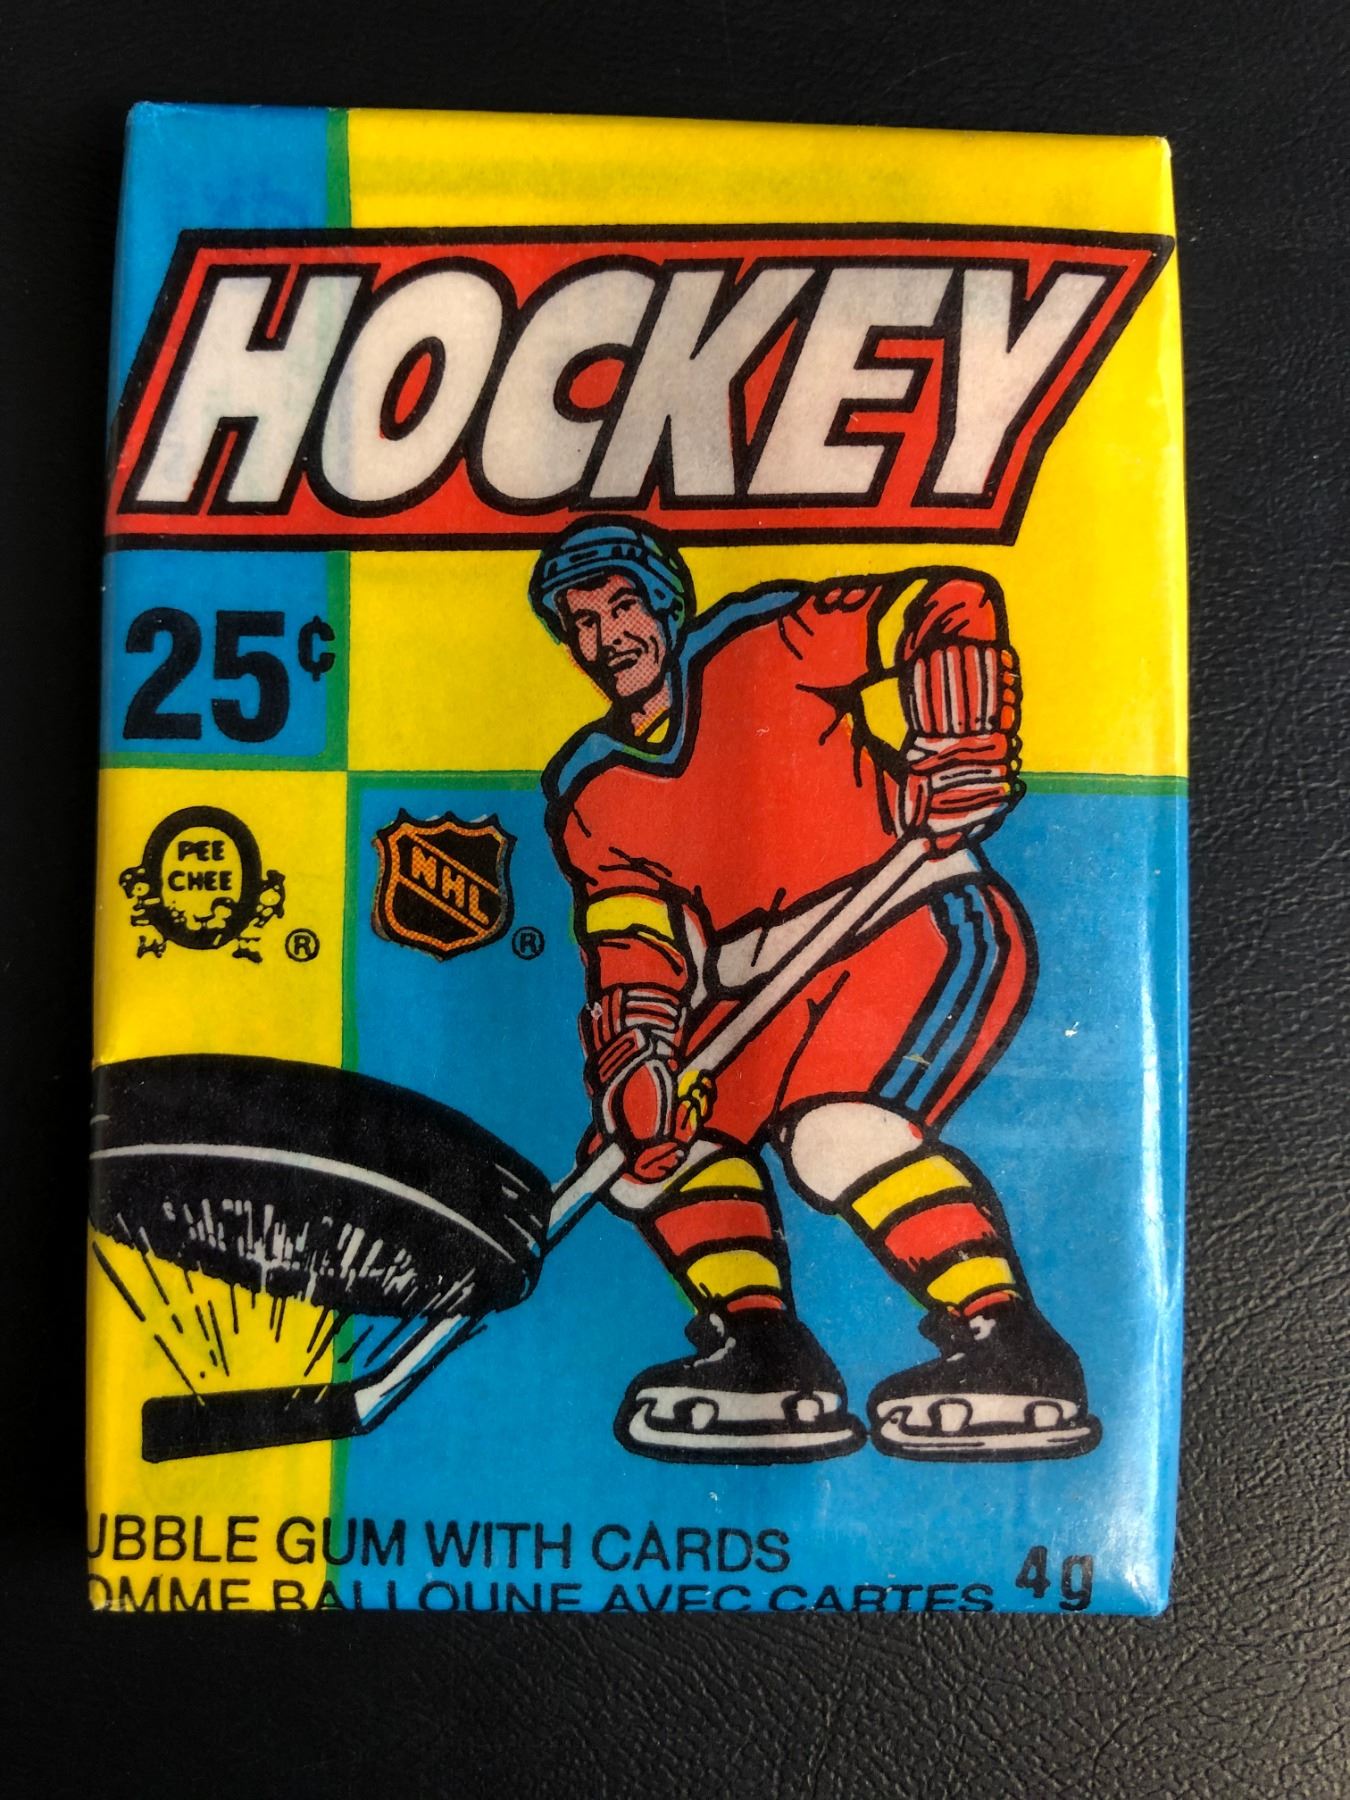 HOCKEY
25¢
PEE
CHEE
®
NHL
®
UBBLE GUM WITH CARDS
OMME BALLOUNE AVEC CARTES
4g